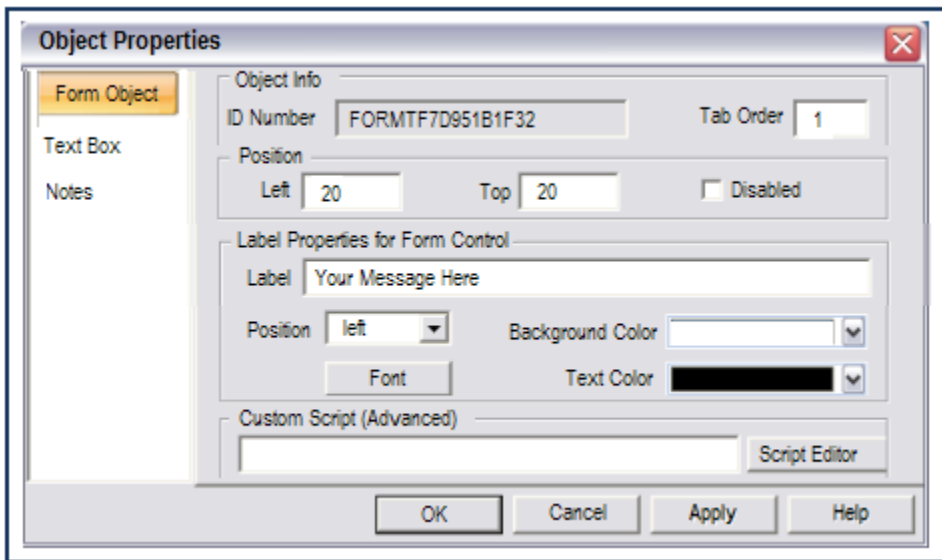 Object Properties
Form Object
Text Box
Notes
Object Info
ID Number FORMTF7D951B1F32 Tab Order 1
Position
Left 20 Top 20 Disabled
Label Properties for Form Control
Label Your Message Here
Position left Background Color
Font Text Color
Custom Script (Advanced)
Script Editor
OK Cancel Apply Help